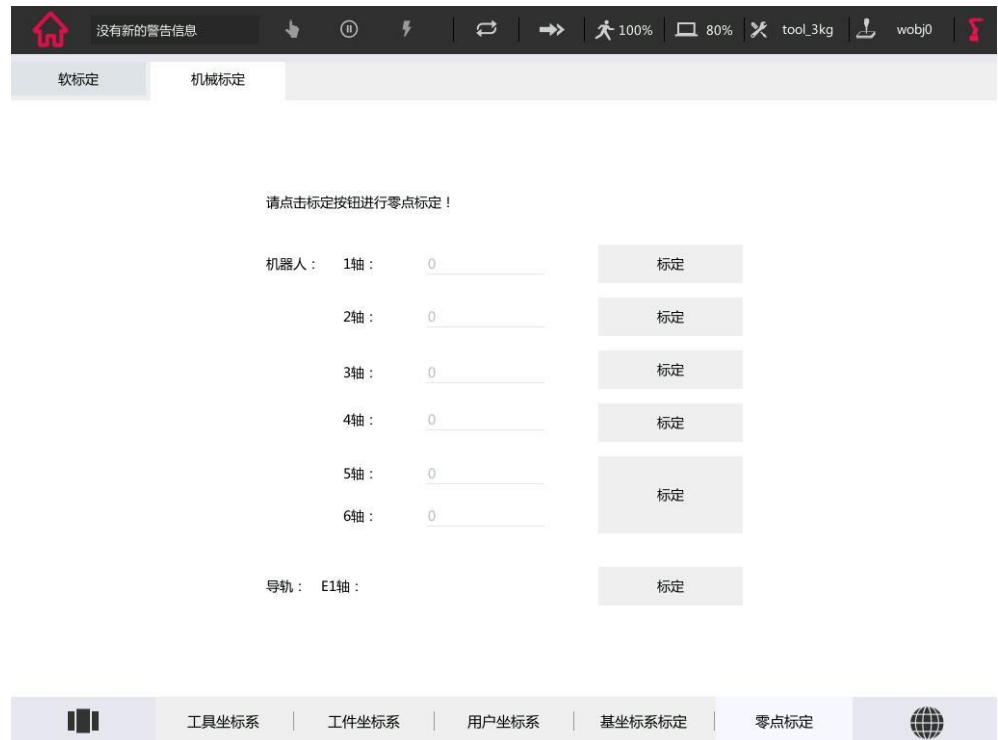 没有新的警告信息 100% 80% tool_3kg wobj0
软标定 机械标定
请点击标定按钮进行零点标定！
机器人： 1轴： 0 标定
2轴： 0 标定
3轴： 0 标定
4轴： 0 标定
5轴： 0
标定
6轴： 0
导轨： E1轴： 标定
工具坐标系 工件坐标系 用户坐标系 基坐标系标定 零点标定